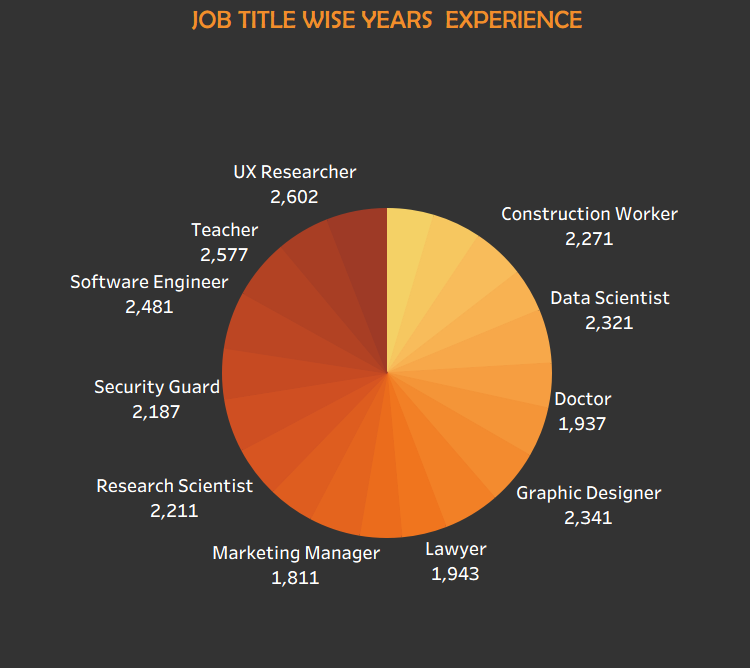 JOB TITLE WISE YEARS  EXPERIENCE
UX Researcher
2,602
Construction Worker
2,271
Teacher
2,577
Software Engineer
2,481
Data Scientist
2,321
Security Guard
2,187
Doctor
1,937
Research Scientist
2,211
Graphic Designer
2,341
Marketing Manager
1,811
Lawyer
1,943